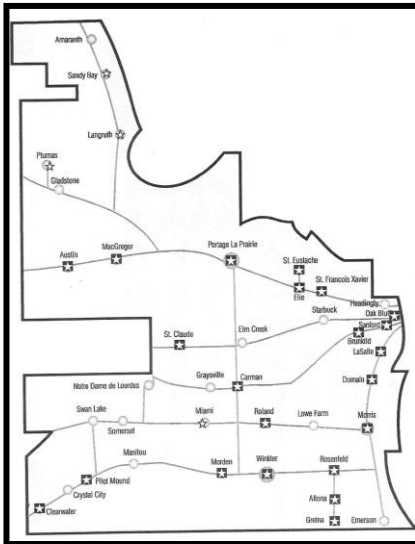 Amaranth
Sandy Bay
Langruth
Plumas
Gladstone
MacGregor
Austin
Portage La Prairie
St. Eustache
St. Francois Xavier
Elie
Headingly
Starbuck
Oak Bluff
Sanford
St. Claude
Elm Creek
Brunkild
LaSalle
Notre Dame de Lourdes
Graysville
Carman
Domain
Swan Lake
Somerset
Miami
Roland
Lowe Farm
Morris
Manitou
Pilot Mound
Morden
Winkler
Rosenfeld
Crystal City
Clearwater
Altona
Gretna
Emerson